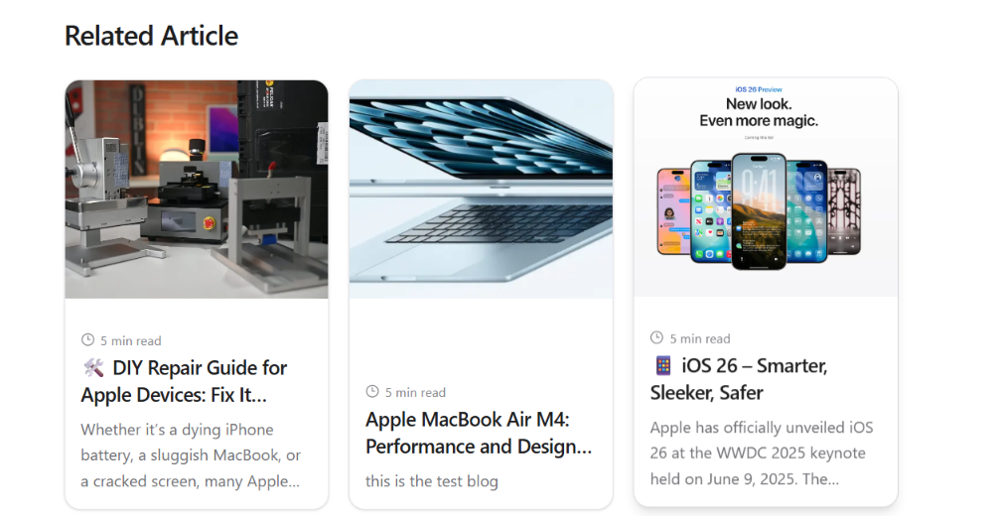 Related Article
PELICAN
iOS 26 Preview
New look.
Even more magic.
Coming this fall
9:41
5 min read
🛠️ DIY Repair Guide for
Apple Devices: Fix It...
Whether it’s a dying iPhone
battery, a sluggish MacBook, or
a cracked screen, many Apple...
5 min read
Apple MacBook Air M4:
Performance and Design...
this is the test blog
5 min read
📱 iOS 26 – Smarter,
Sleeker, Safer
Apple has officially unveiled iOS
26 at the WWDC 2025 keynote
held on June 9, 2025. The...